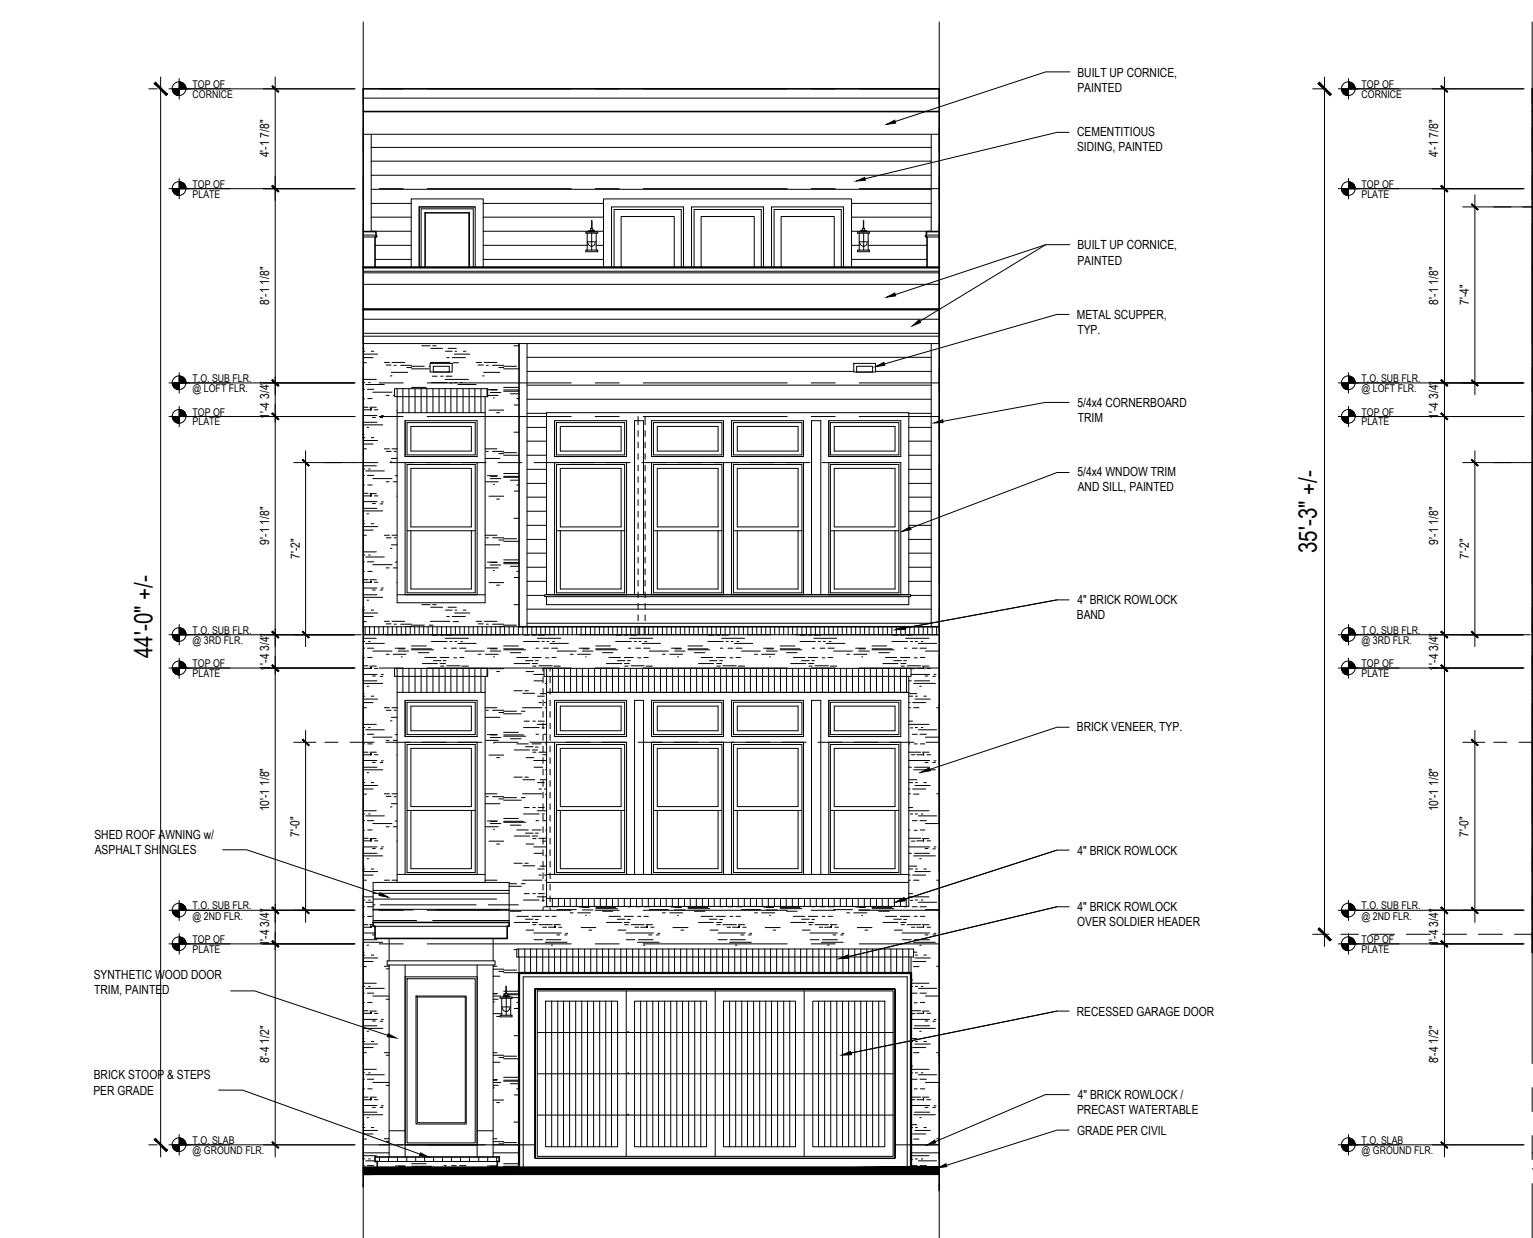 TOP OF
CORNICE
4'-1 7/8"
TOP OF
PLATE
8'-1 1/8"
T.O. SUB FLR.
@ LOFT FLR.
1'-4 3/4"
TOP OF
PLATE
9'-1 1/8"
7'-2"
44'-0" +/-
T.O. SUB FLR.
@ 3RD FLR.
1'-4 3/4"
TOP OF
PLATE
10'-1 1/8"
7'-0"
SHED ROOF AWNING w/
ASPHALT SHINGLES
T.O. SUB FLR.
@ 2ND FLR.
1'-4 3/4"
TOP OF
PLATE
SYNTHETIC WOOD DOOR
TRIM, PAINTED
8'-4 1/2"
BRICK STOOP & STEPS
PER GRADE
T.O. SLAB
@ GROUND FLR.
BUILT UP CORNICE,
PAINTED
CEMENTITIOUS
SIDING, PAINTED
BUILT UP CORNICE,
PAINTED
METAL SCUPPER,
TYP.
5/4x4 CORNERBOARD
TRIM
5/4x4 WNDOW TRIM
AND SILL, PAINTED
4" BRICK ROWLOCK
BAND
BRICK VENEER, TYP.
4" BRICK ROWLOCK
4" BRICK ROWLOCK
OVER SOLDIER HEADER
RECESSED GARAGE DOOR
4" BRICK ROWLOCK /
PRECAST WATERTABLE
GRADE PER CIVIL
TOP OF
CORNICE
4'-1 7/8"
TOP OF
PLATE
8'-1 1/8"
7'-4"
T.O. SUB FLR.
@ LOFT FLR.
1'-4 3/4"
TOP OF
PLATE
35'-3" +/-
9'-1 1/8"
7'-2"
T.O. SUB FLR.
@ 3RD FLR.
1'-4 3/4"
TOP OF
PLATE
10'-1 1/8"
7'-0"
T.O. SUB FLR.
@ 2ND FLR.
1'-4 3/4"
TOP OF
PLATE
8'-4 1/2"
T.O. SLAB
@ GROUND FLR.